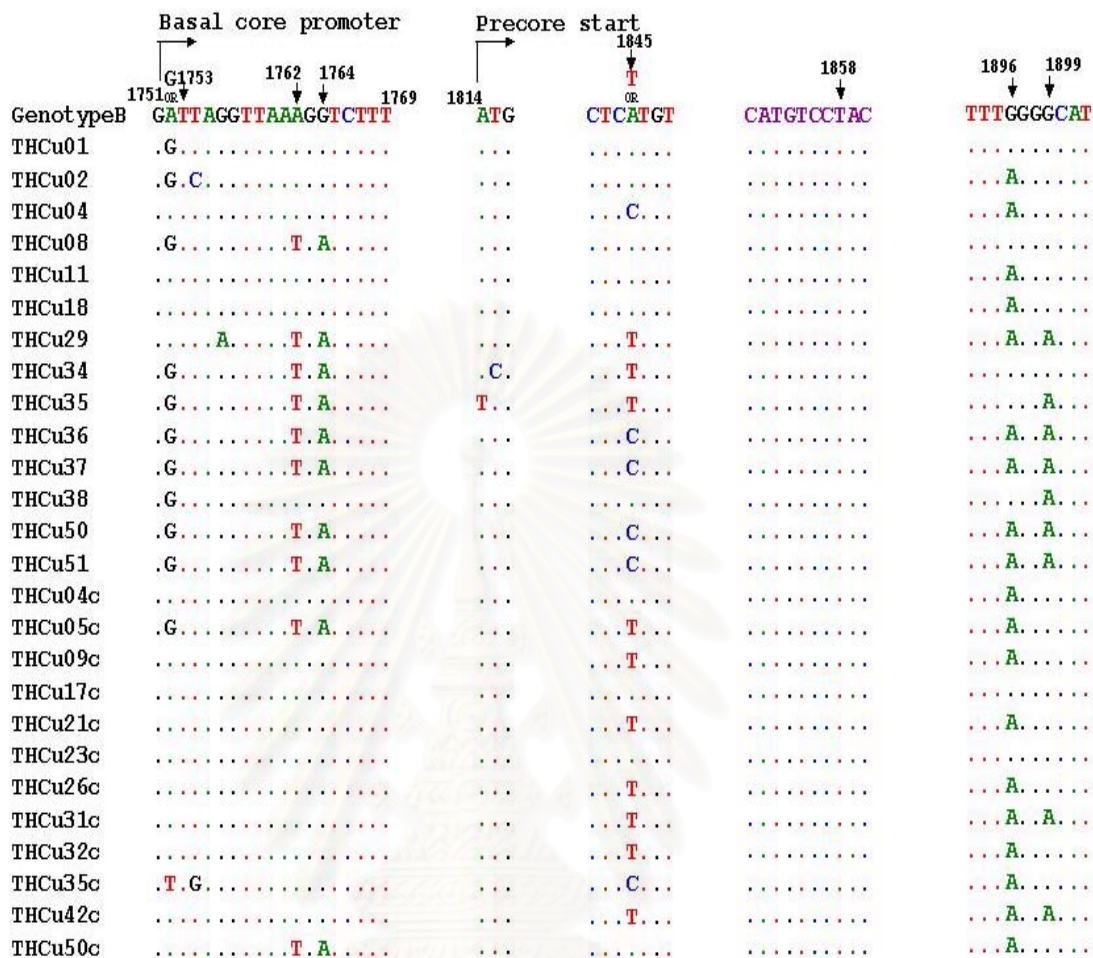 Basal core promoter Precore start
G 1753 1762 1764 T 1845 1858 1896 1899
1751 OR 1769 1814 OR
GenotypeB GATTAGGTTAAAGGTCTTT ATG CTCATGT CATGTCCTAC TTTGGGGCAT
THCu01 .G................. ... ....... .......... ..........
THCu02 .G.C............... ... ....... .......... ...A......
THCu04 ................... ... ...C... .......... ...A......
THCu08 .G.........T.A..... ... ....... .......... ..........
THCu11 ................... ... ....... .......... ...A......
THCu18 ................... ... ....... .......... ...A......
THCu29 .....A.....T.A..... ... ...T... .......... ...A..A...
THCu34 .G.........T.A..... .C. ...T... .......... ..........
THCu35 .G.........T.A..... T.. ...T... .......... ......A...
THCu36 .G.........T.A..... ... ...C... .......... ...A..A...
THCu37 .G.........T.A..... ... ...C... .......... ...A..A...
THCu38 .G................. ... ....... .......... ......A...
THCu50 .G.........T.A..... ... ...C... .......... ...A..A...
THCu51 .G.........T.A..... ... ...C... .......... ...A..A...
THCu04c ................... ... ....... .......... ...A......
THCu05c .G.........T.A..... ... ...T... .......... ...A......
THCu09c ................... ... ...T... .......... ...A......
THCu17c ................... ... ....... .......... ..........
THCu21c ................... ... ...T... .......... ...A......
THCu23c ................... ... ....... .......... ..........
THCu26c ................... ... ...T... .......... ...A......
THCu31c ................... ... ...T... .......... ...A..A...
THCu32c ................... ... ...T... .......... ...A......
THCu35c .T.G............... ... ...C... .......... ...A......
THCu42c ................... ... ...T... .......... ...A..A...
THCu50c ...........T.A..... ... ....... .......... ...A......